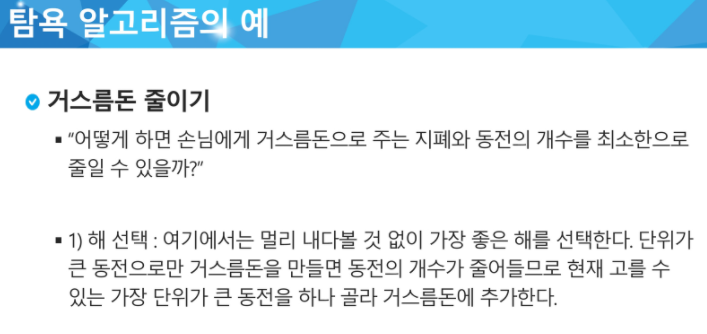 탐욕 알고리즘의 예
거스름돈 줄이기
▪ “어떻게 하면 손님에게 거스름돈으로 주는 지폐와 동전의 개수를 최소한으로
줄일 수 있을까?”
▪ 1) 해 선택 : 여기에서는 멀리 내다볼 것 없이 가장 좋은 해를 선택한다. 단위가
큰 동전으로만 거스름돈을 만들면 동전의 개수가 줄어들므로 현재 고를 수
있는 가장 단위가 큰 동전을 하나 골라 거스름돈에 추가한다.